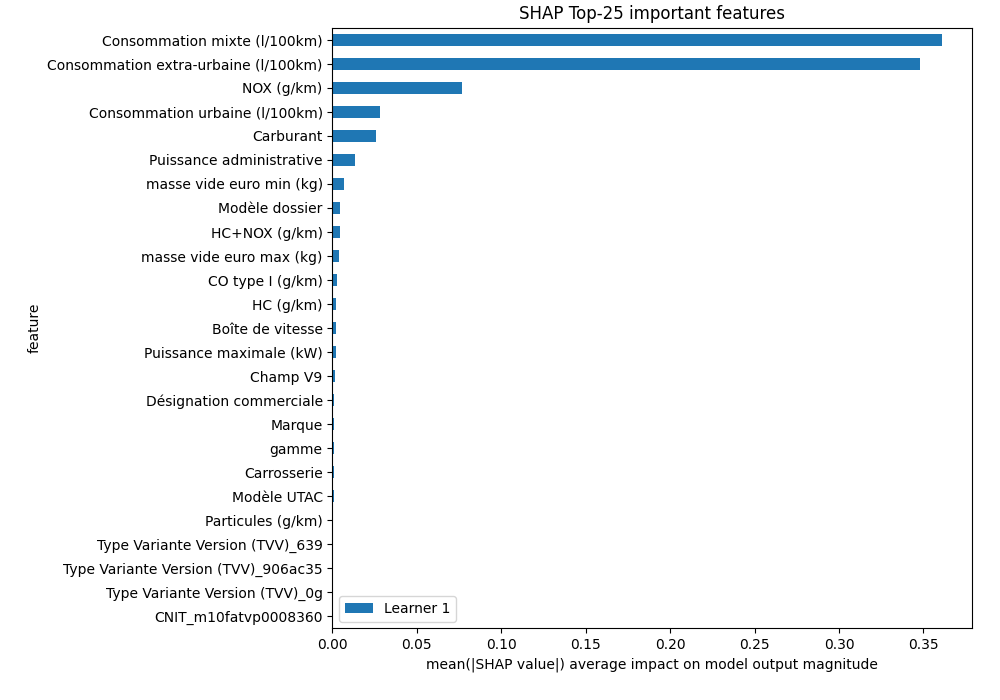 SHAP Top-25 important features
Consommation mixte (l/100km)
Consommation extra-urbaine (l/100km)
NOX (g/km)
Consommation urbaine (l/100km)
Carburant
Puissance administrative
masse vide euro min (kg)
Modèle dossier
HC+NOX (g/km)
masse vide euro max (kg)
CO type I (g/km)
HC (g/km)
Boîte de vitesse
Puissance maximale (kW)
Champ V9
Désignation commerciale
Marque
gamme
Carrosserie
Modèle UTAC
Particules (g/km)
Type Variante Version (TVV)_639
Type Variante Version (TVV)_906ac35
Type Variante Version (TVV)_0g
CNIT_m10fatvp0008360
feature
Learner 1
0.00 0.05 0.10 0.15 0.20 0.25 0.30 0.35
mean(|SHAP value|) average impact on model output magnitude